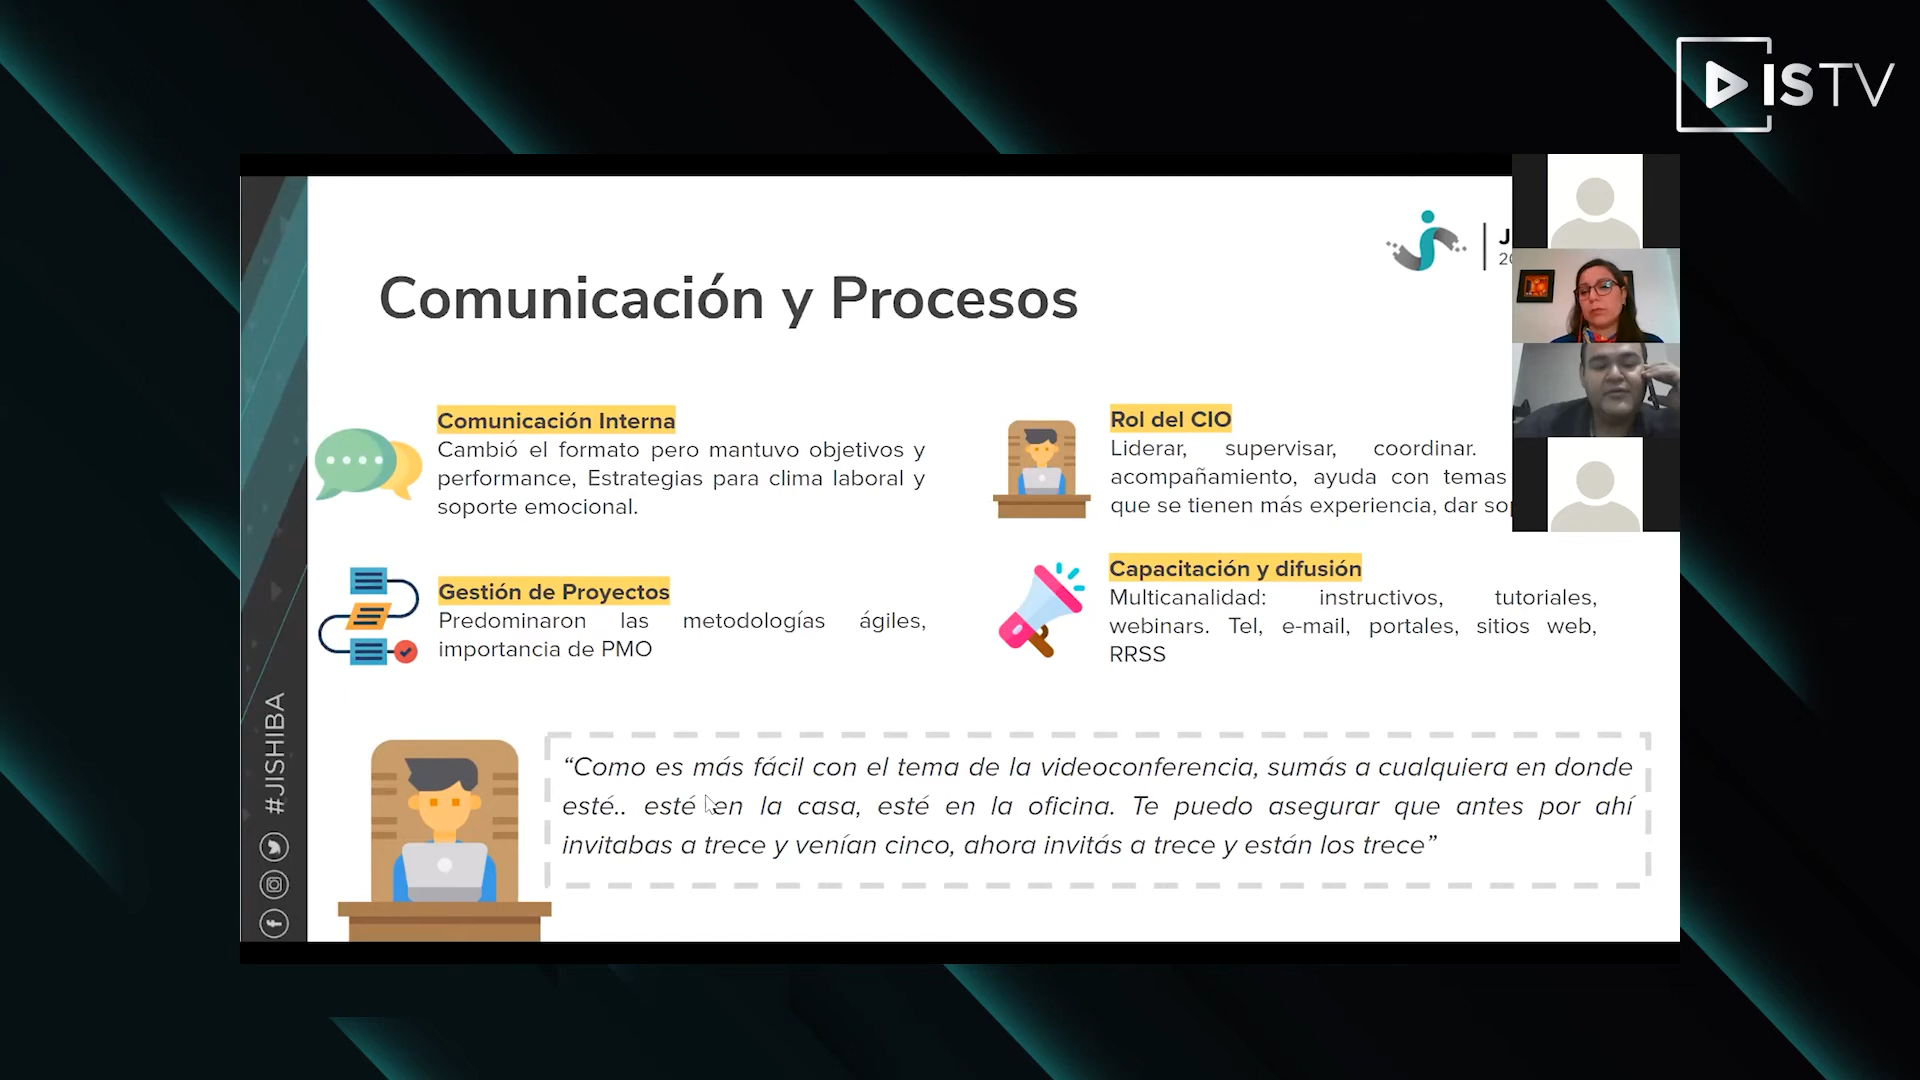 ISTV
J
20
Comunicación y Procesos
Comunicación Interna
Cambió el formato pero mantuvo objetivos y
performance, Estrategias para clima laboral y
soporte emocional.
Rol del CIO
Liderar, supervisar, coordinar.
acompañamiento, ayuda con temas
que se tienen más experiencia, dar
Gestión de Proyectos
Predominaron las metodologías ágiles,
importancia de PMO
Capacitación y difusión
Multicanalidad: instructivos, tutoriales,
webinars. Tel, e-mail, portales, sitios web,
RRSS
#JISHIBA
“Como es más fácil con el tema de la videoconferencia, sumás a cualquiera en donde
esté.. esté en la casa, esté en la oficina. Te puedo asegurar que antes por ahí
invitabas a trece y venían cinco, ahora invitás a trece y están los trece”